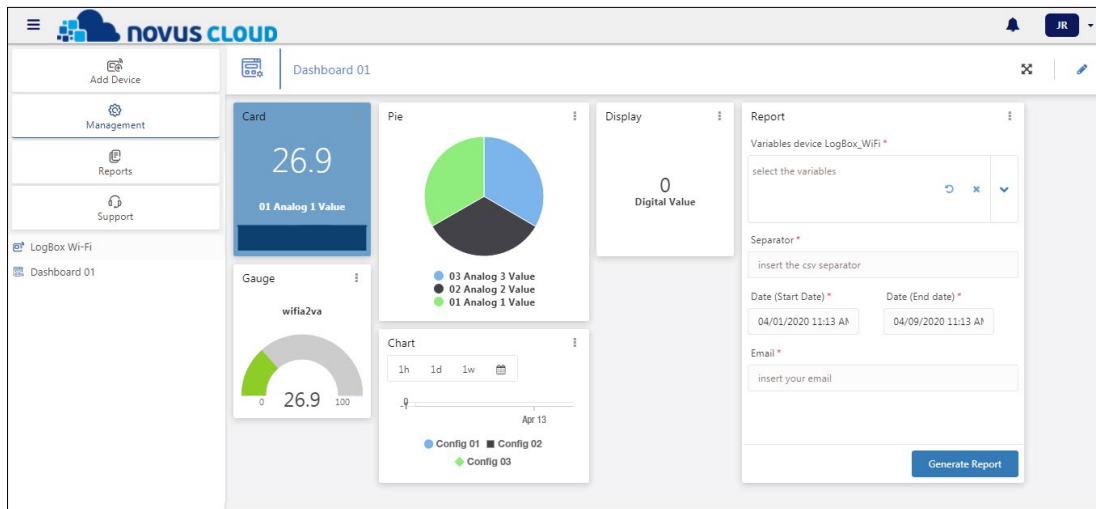 NOVUS CLOUD
JR
Add Device
Management
Reports
Support
LogBox Wi-Fi
Dashboard 01
Dashboard 01
Card
26.9
01 Analog 1 Value
Gauge
wifia2va
0 26.9 100
Pie
03 Analog 3 Value
02 Analog 2 Value
01 Analog 1 Value
Chart
1h 1d 1w
Apr 13
Config 01 Config 02
Config 03
Display
0
Digital Value
Report
Variables device LogBox_WiFi *
select the variables
Separator *
insert the csv separator
Date (Start Date) * Date (End date) *
04/01/2020 11:13 04/09/2020 11:13
Email *
insert your email
Generate Report